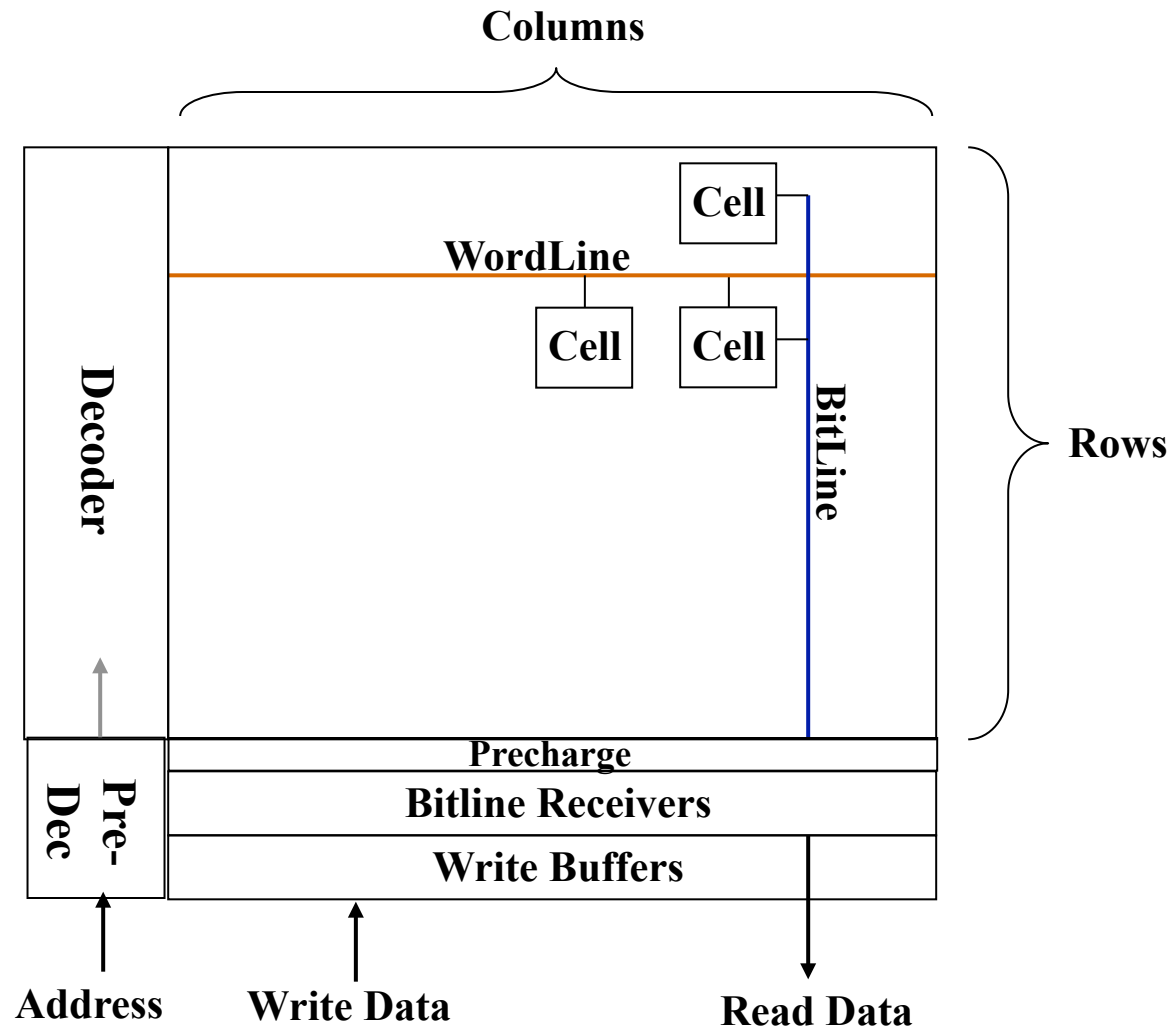 Columns
Cell
WordLine
Cell
Cell
Decoder
BitLine
Rows
Precharge
Pre-
Dec
Bitline Receivers
Write Buffers
Address
Write Data
Read Data